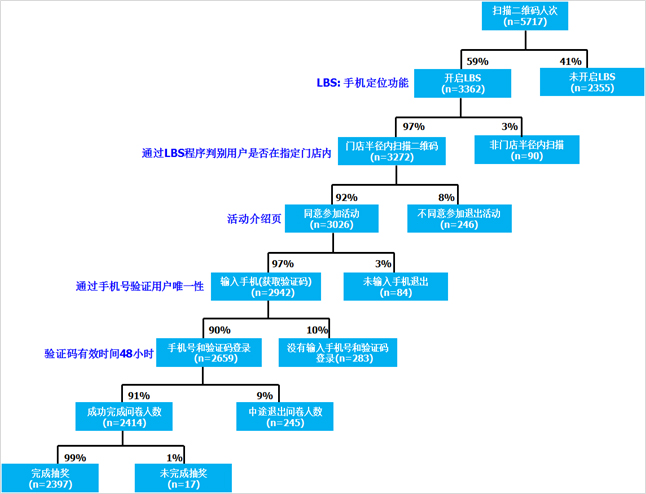 扫描二维码人次
(n=5717)
59%
41%
LBS: 手机定位功能
开启LBS
(n=3362)
未开启LBS
(n=2355)
97%
3%
通过LBS程序判别用户是否在指定门店内
门店半径内扫描二维码
(n=3272)
非门店半径内扫描
(n=90)
92%
8%
活动介绍页
同意参加活动
(n=3026)
不同意参加退出活动
(n=246)
97%
3%
通过手机号验证用户唯一性
输入手机(获取验证码)
(n=2942)
未输入手机退出
(n=84)
90%
10%
验证码有效时间48小时
手机号和验证码登录
(n=2659)
没有输入手机号和验证码
登录(n=283)
91%
9%
成功完成问卷人数
(n=2414)
中途退出问卷人数
(n=245)
99%
1%
完成抽奖
(n=2397)
未完成抽奖
(n=17)